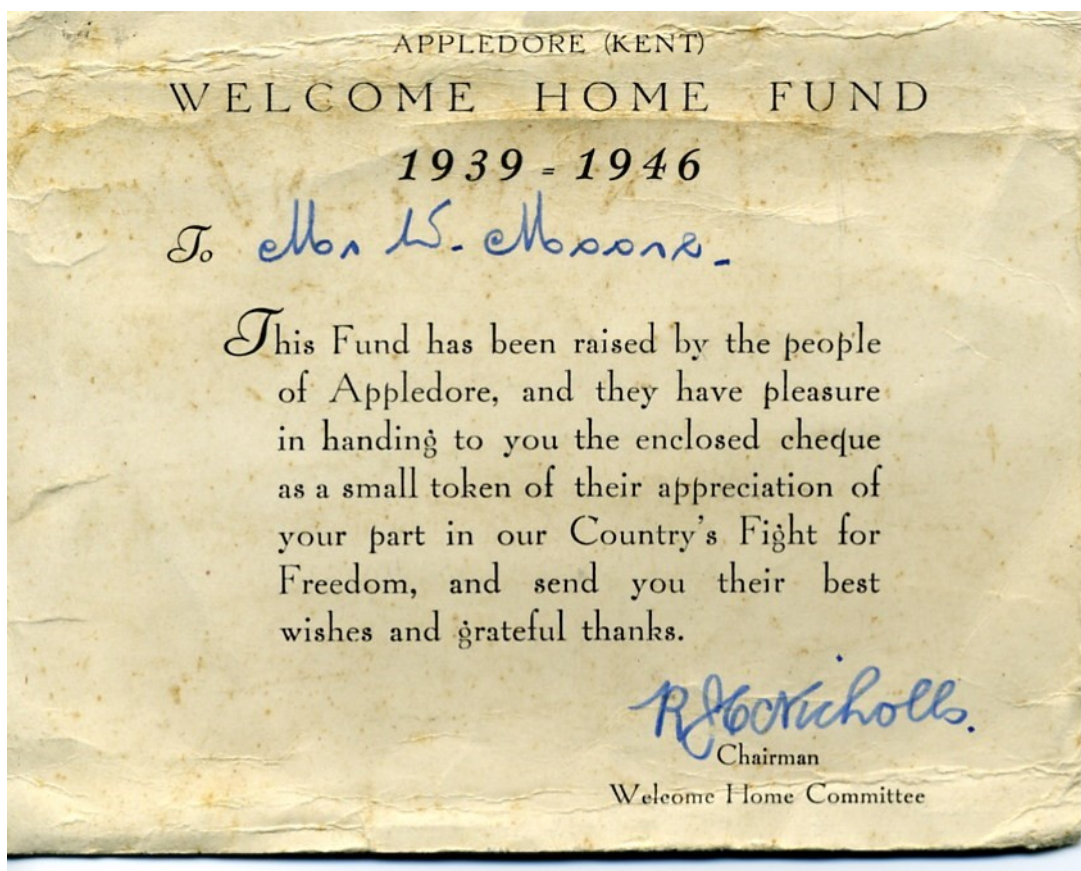 APPLEDORE (KENT)
WELCOME HOME FUND
1939-1946
To Mr W. Moore.
This Fund has been raised by the people
of Appledore, and they have pleasure
in handing to you the enclosed cheque
as a small token of their appreciation of
your part in our Country's Fight for
Freedom, and send you their best
wishes and grateful thanks.
Nicholls.
Chairman
Welcome Home Committee